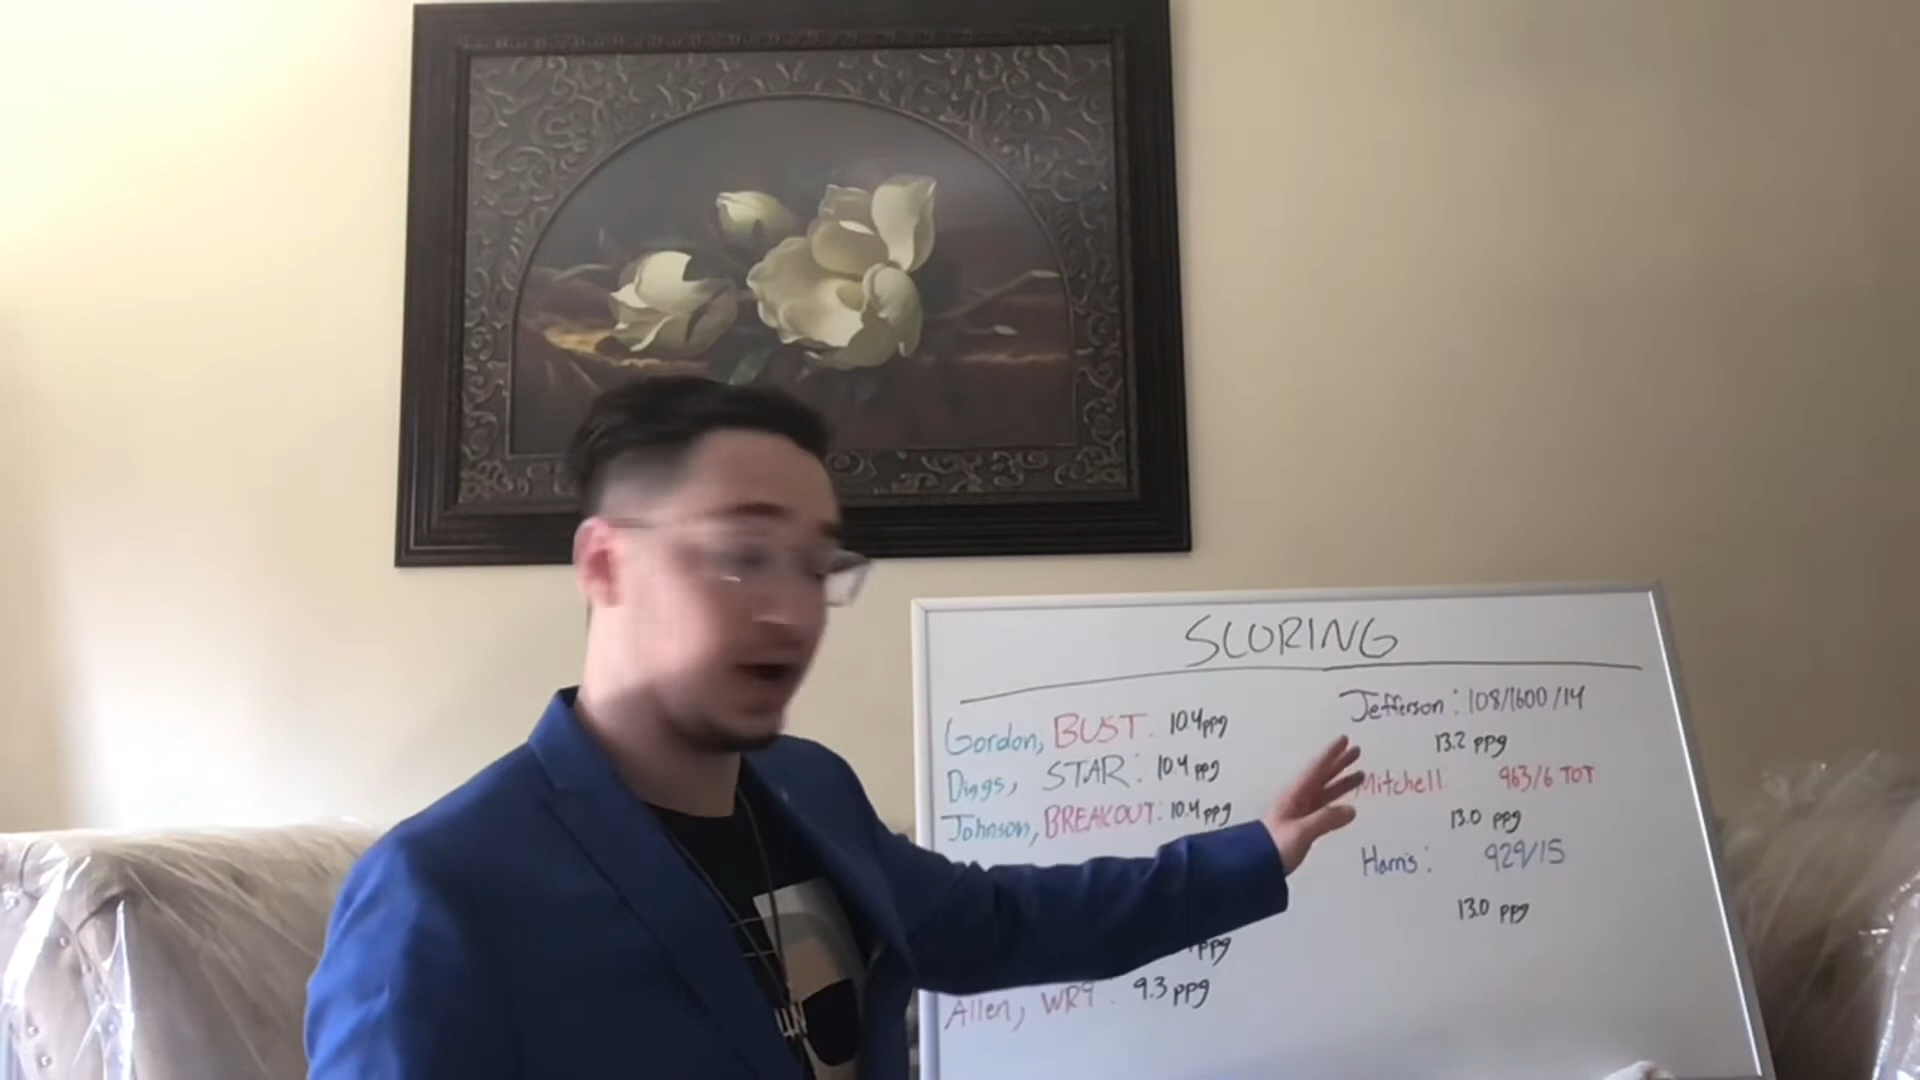 SCORING
Gordon, BUST: 10.4ppg
Diggs, STAR: 10.4 ppg
Johnson, BREAKOUT: 10.4 ppg
ppg
Allen, WR9: 9.3 ppg
Jefferson: 108/1600/14
13.2 ppg
Mitchell: 963/6 TOT
13.0 ppg
Harris: 929/15
13.0 ppg